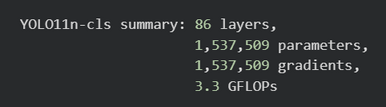 YOLO11n-cls summary: 86 layers,
1,537,509 parameters,
1,537,509 gradients,
3.3 GFLOPs